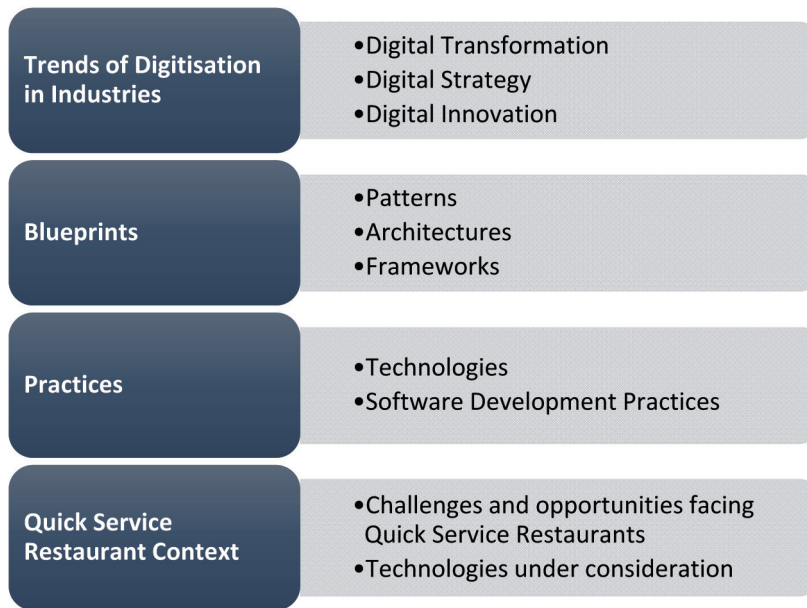 Trends of Digitisation
in Industries
•Digital Transformation
•Digital Strategy
•Digital Innovation
Blueprints
•Patterns
•Architectures
•Frameworks
Practices
•Technologies
•Software Development Practices
Quick Service
Restaurant Context
•Challenges and opportunities facing
Quick Service Restaurants
•Technologies under consideration